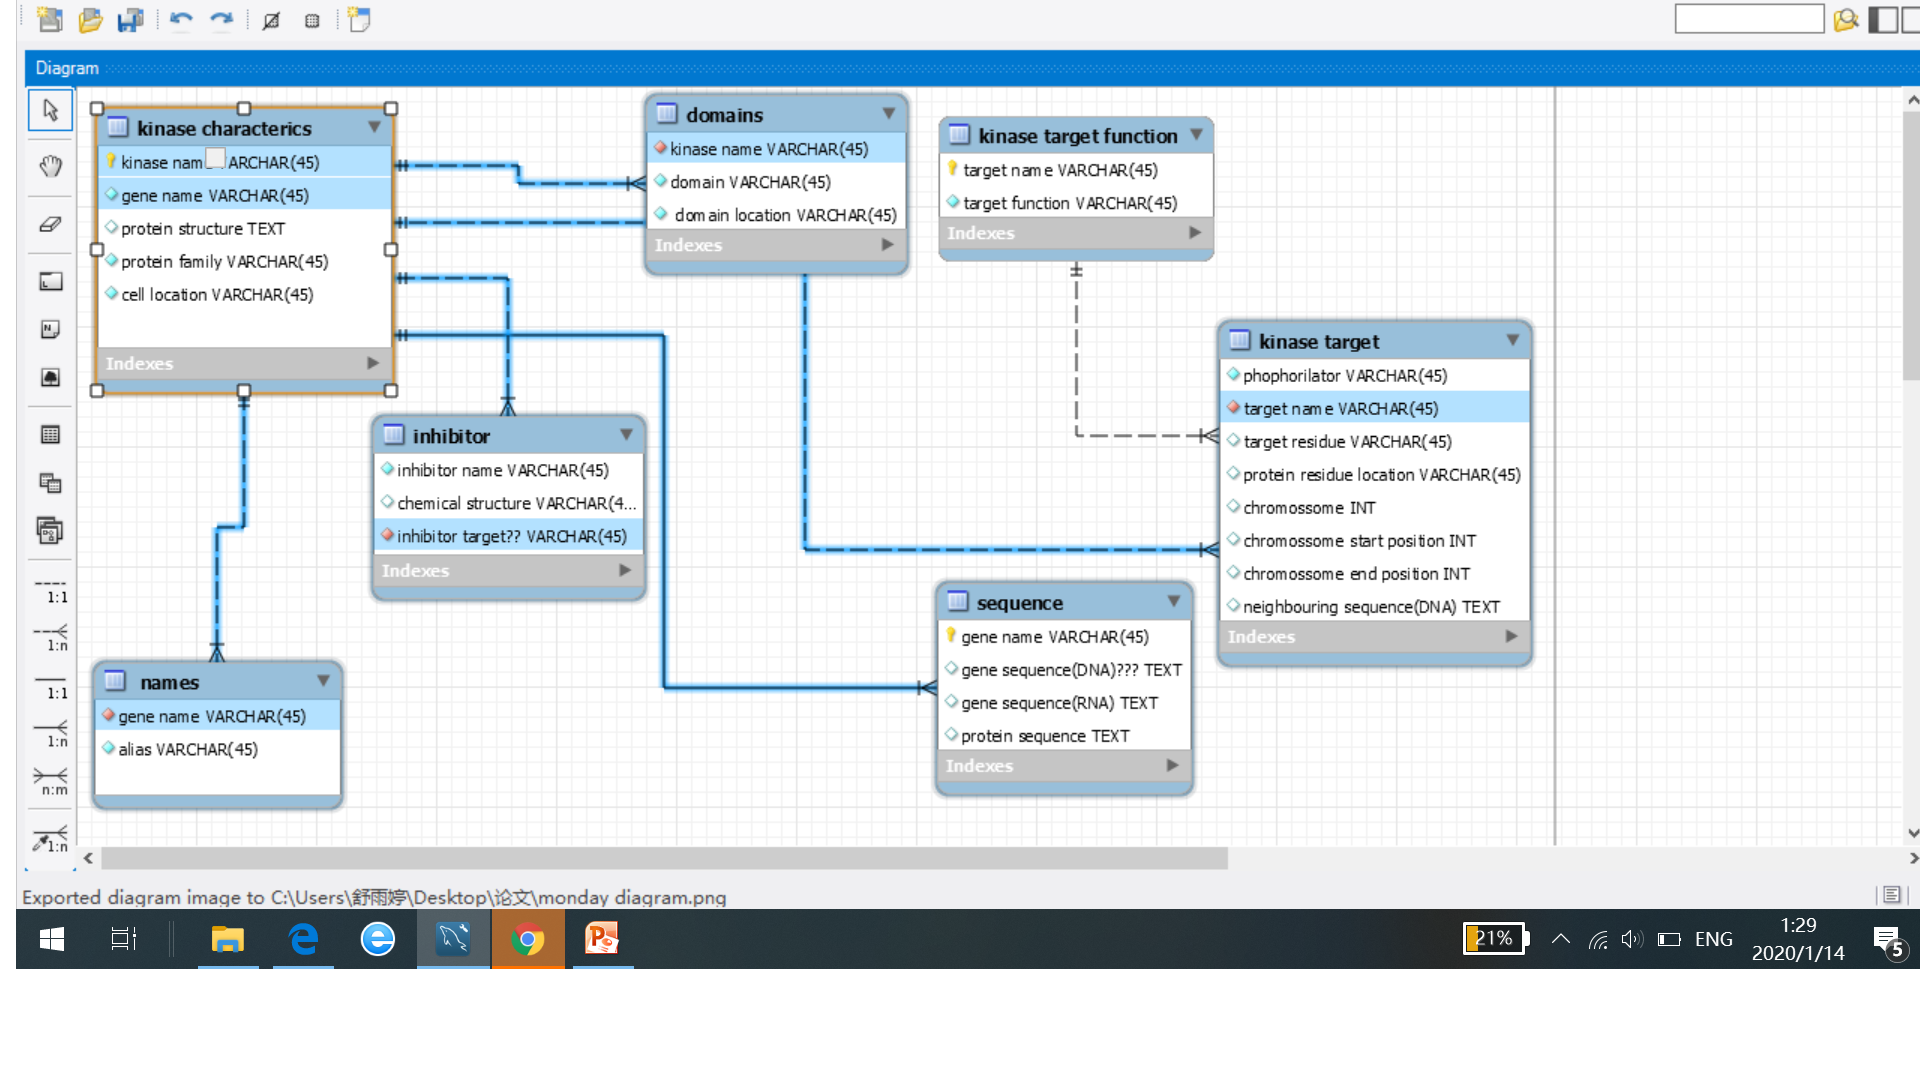 Diagram
kinase characterics
kinase nam ARCHAR(45)
gene name VARCHAR(45)
protein structure TEXT
protein family VARCHAR(45)
cell location VARCHAR(45)
Indexes
domains
kinase name VARCHAR(45)
domain VARCHAR(45)
domain location VARCHAR(45)
Indexes
kinase target function
target name VARCHAR(45)
target function VARCHAR(45)
Indexes
kinase target
phophorilator VARCHAR(45)
target name VARCHAR(45)
target residue VARCHAR(45)
protein residue location VARCHAR(45)
chromossome INT
chromossome start position INT
chromossome end position INT
neighbouring sequence(DNA) TEXT
Indexes
inhibitor
inhibitor name VARCHAR(45)
chemical structure VARCHAR(4...
inhibitor target?? VARCHAR(45)
Indexes
sequence
gene name VARCHAR(45)
gene sequence(DNA)??? TEXT
gene sequence(RNA) TEXT
protein sequence TEXT
Indexes
names
gene name VARCHAR(45)
alias VARCHAR(45)
1:1
1:n
1:1
1:n
n:m
1:n
Exported diagram image to C:\Users\舒雨婷\Desktop\论文\monday diagram.png
21%
ENG
1:29
2020/1/14
5